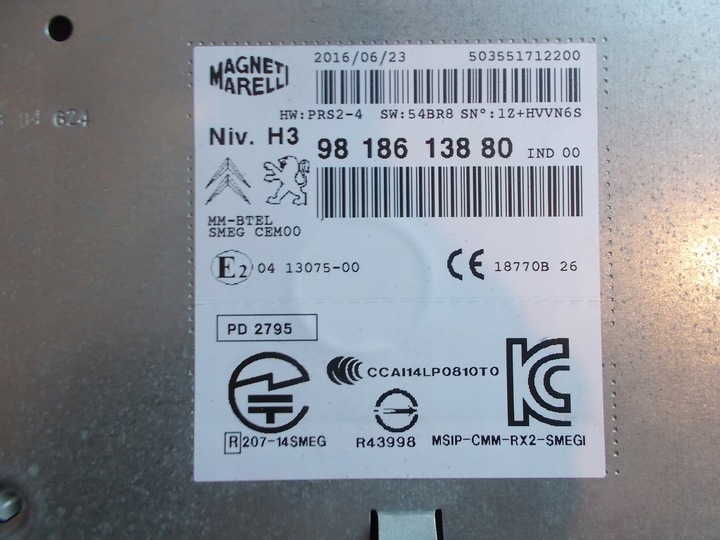 2016/06/23 503551712200
MAGNETI
MARELLI
HW:PRS2-4 SW:54BR8 SN°:1Z+HVVN6S
Niv. H3 98 186 138 80 IND 00
MM-BTEL
SMEG CEM00
E2 04 13075-00 CE 18770B 26
PD 2795
CCAI14LP0810T0
R 207-14SMEG R43998 MSIP-CMM-RX2-SMEGI
04 6Z4